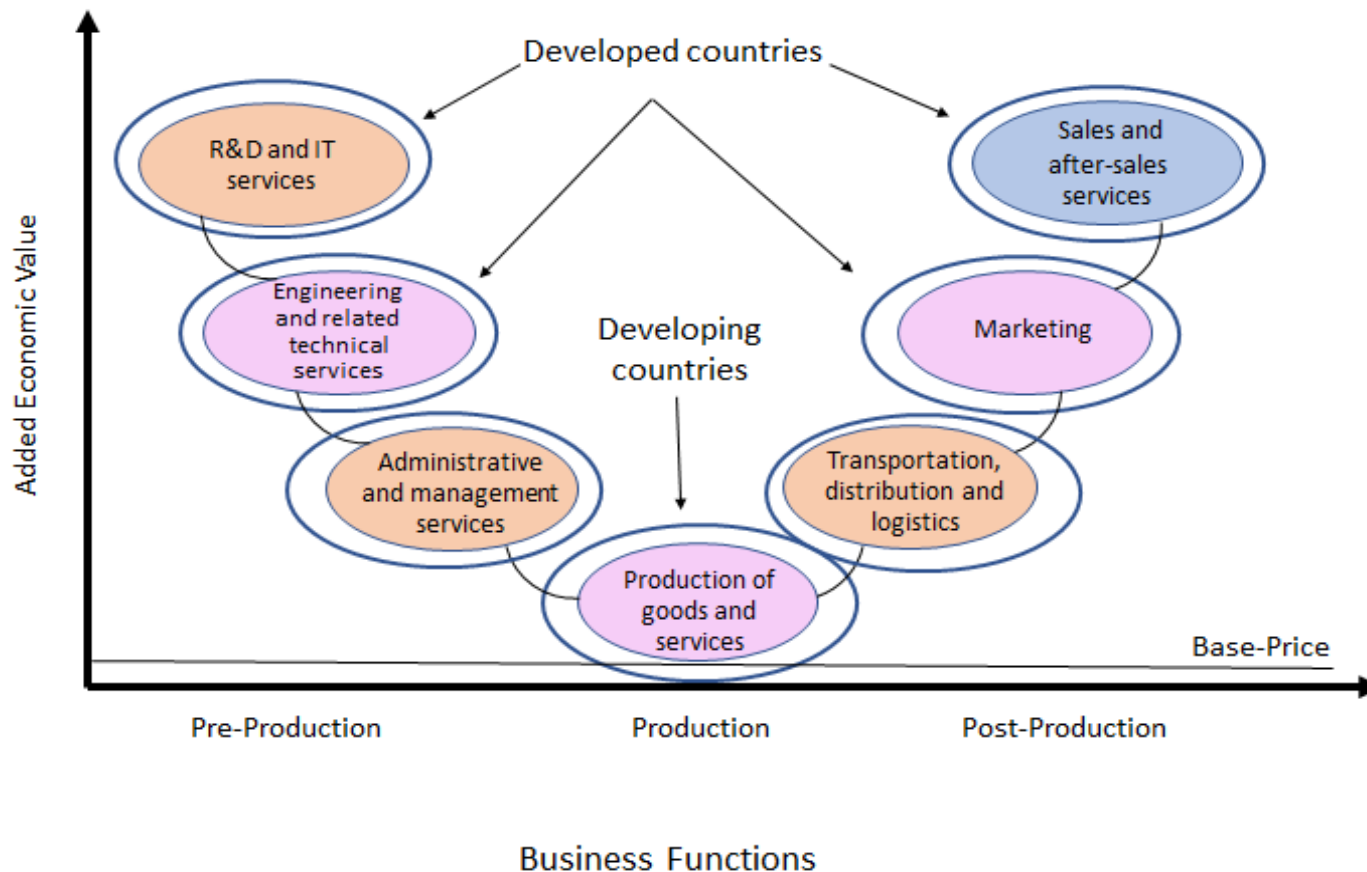 Developed countries
R&D and IT
services
Sales and
after-sales
services
Engineering
and related
technical
services
Developing
countries
Marketing
Administrative
and management
services
Transportation,
distribution and
logistics
Production of
goods and
services
Added Economic Value
Base-Price
Pre-Production
Production
Post-Production
Business Functions